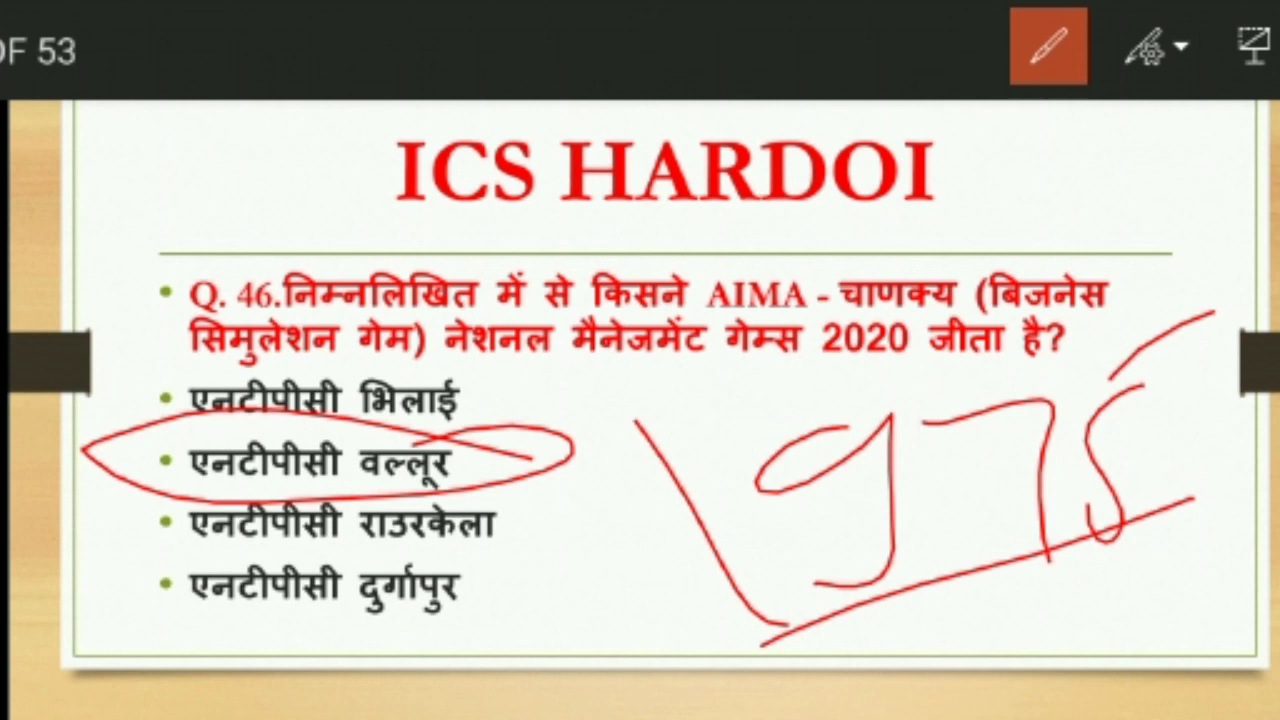 OF 53
ICS HARDOI
• Q. 46.निम्नलिखित में से किसने AIMA - चाणक्य (बिजनेस
सिमुलेशन गेम) नेशनल मैनेजमेंट गेम्स 2020 जीता है?
• एनटीपीसी भिलाई
• एनटीपीसी वल्लूर
• एनटीपीसी राउरकेला
• एनटीपीसी दुर्गापुर
1975